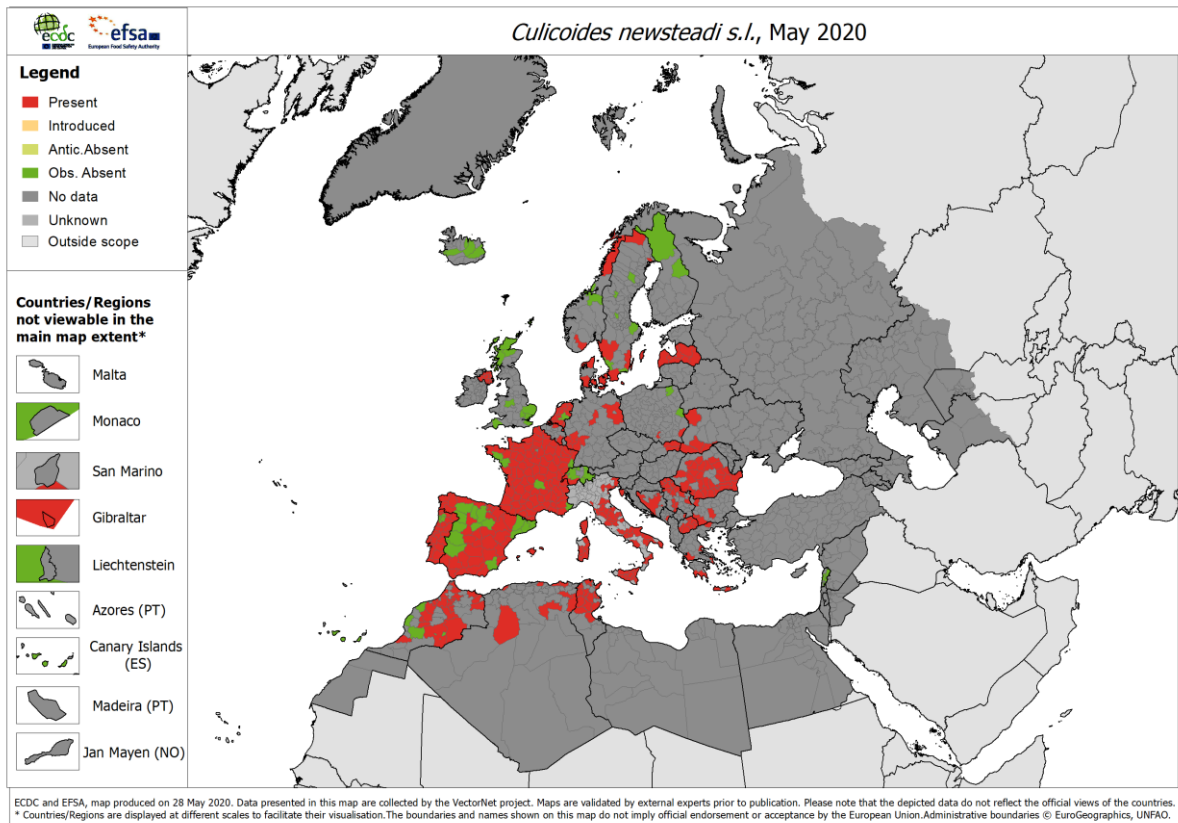 ecdc
efsa
European Food Safety Authority
Culicoides newsteadi s.l., May 2020
Legend
Present
Introduced
Antic.Absent
Obs. Absent
No data
Unknown
Outside scope
Countries/Regions
not viewable in the
main map extent*
Malta
Monaco
San Marino
Gibraltar
Liechtenstein
Azores (PT)
Canary Islands
(ES)
Madeira (PT)
Jan Mayen (NO)
ECDC and EFSA, map produced on 28 May 2020. Data presented in this map are collected by the VectorNet project. Maps are validated by external experts prior to publication. Please note that the depicted data do not reflect the official views of the countries.
* Countries/Regions are displayed at different scales to facilitate their visualisation.The boundaries and names shown on this map do not imply official endorsement or acceptance by the European Union.Administrative boundaries © EuroGeographics, UNFAO.